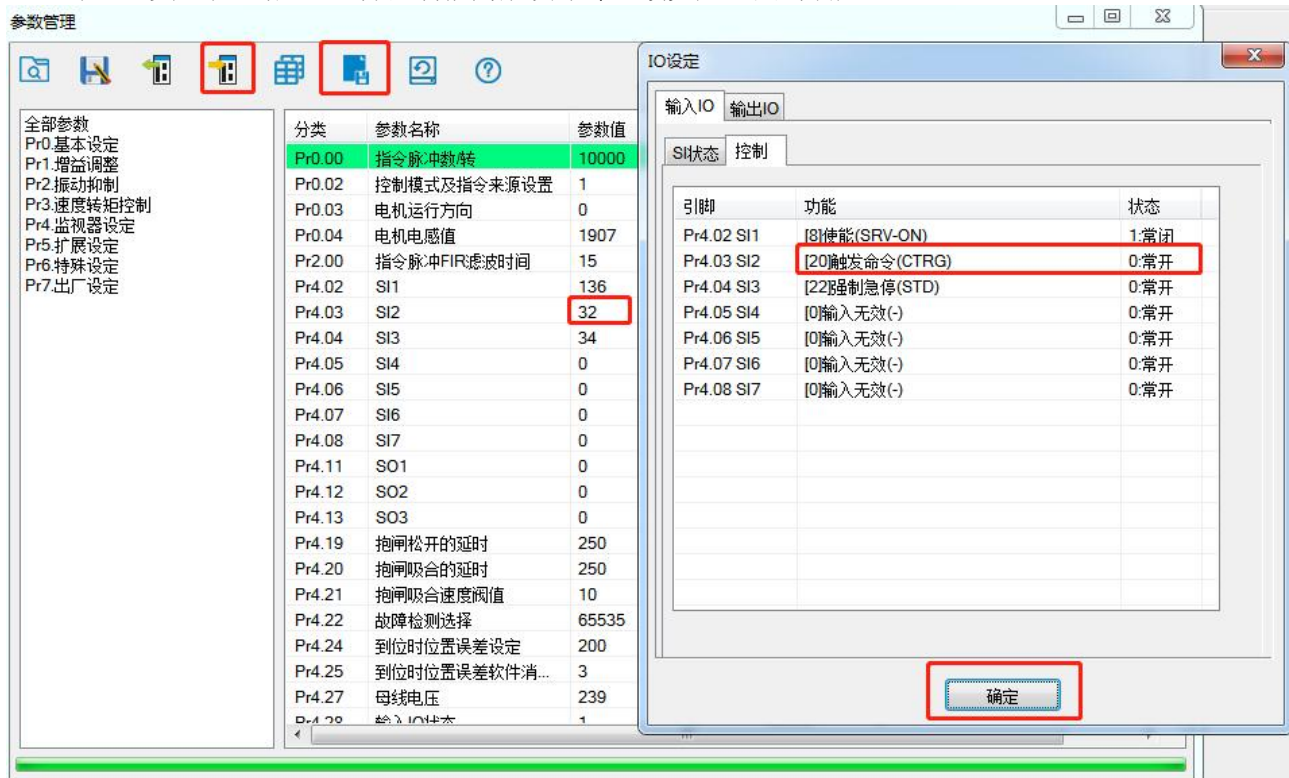 参数管理
全部参数
Pr0.基本设定
Pr1.增益调整
Pr2.振动抑制
Pr3.速度转矩控制
Pr4.监视器设定
Pr5.扩展设定
Pr6.特殊设定
Pr7.出厂设定
分类 参数名称 参数值
Pr0.00 指令脉冲数/转 10000
Pr0.02 控制模式及指令来源设置 1
Pr0.03 电机运行方向 0
Pr0.04 电机电感值 1907
Pr2.00 指令脉冲FIR滤波时间 15
Pr4.02 SI1 136
Pr4.03 SI2 32
Pr4.04 SI3 34
Pr4.05 SI4 0
Pr4.06 SI5 0
Pr4.07 SI6 0
Pr4.08 SI7 0
Pr4.11 SO1 0
Pr4.12 SO2 0
Pr4.13 SO3 0
Pr4.19 抱闸松开的延时 250
Pr4.20 抱闸吸合的延时 250
Pr4.21 抱闸吸合速度阀值 10
Pr4.22 故障检测选择 65535
Pr4.24 到位时位置误差设定 200
Pr4.25 到位时位置误差软件消... 3
Pr4.27 母线电压 239
Pr4.28 输入IO状态 1
IO设定
输入IO 输出IO
SI状态 控制
引脚 功能 状态
Pr4.02 SI1 [8]使能(SRV-ON) 1:常闭
Pr4.03 SI2 [20]触发命令(CTRG) 0:常开
Pr4.04 SI3 [22]强制急停(STD) 0:常开
Pr4.05 SI4 [0]输入无效(-) 0:常开
Pr4.06 SI5 [0]输入无效(-) 0:常开
Pr4.07 SI6 [0]输入无效(-) 0:常开
Pr4.08 SI7 [0]输入无效(-) 0:常开
确定